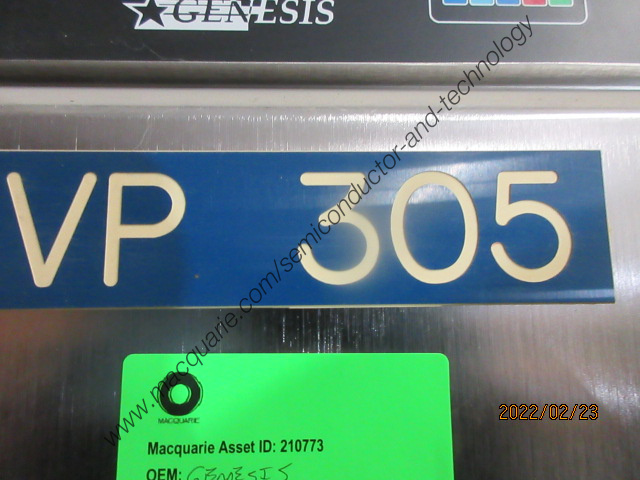 GENESIS
VP 305
www.macquarie.com/semiconductor-and-technology
MACQUARIE
Macquarie Asset ID: 210773
OEM: GENESIS
2022/02/23